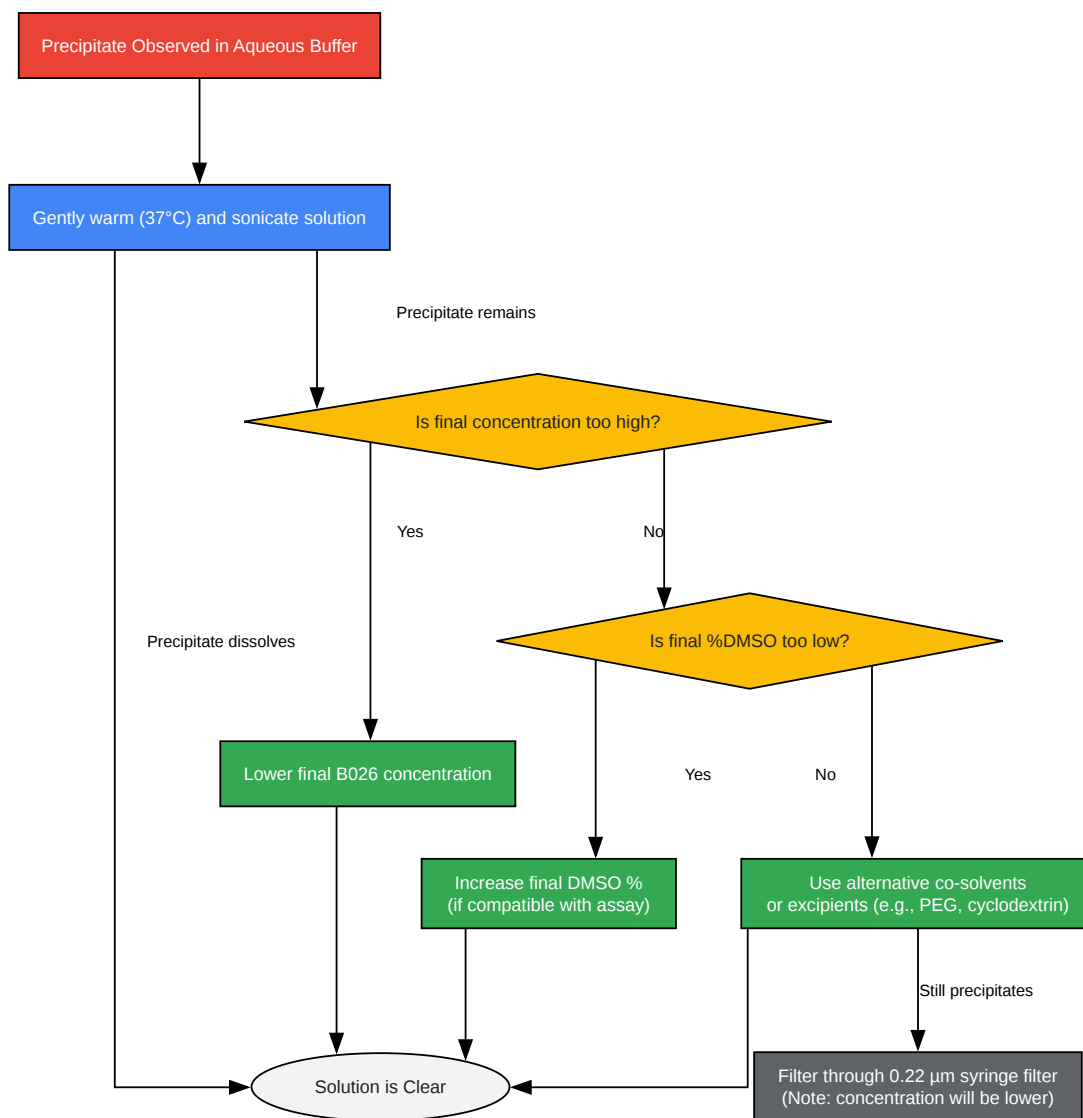 Precipitate Observed in Aqueous Buffer
Gently warm (37°C) and sonicate solution
Precipitate remains
Is final concentration too high?
Yes
No
Precipitate dissolves
Is final %DMSO too low?
Lower final B026 concentration
Yes
No
Increase final DMSO %
(if compatible with assay)
Use alternative co-solvents
or excipients (e.g., PEG, cyclodextrin)
Still precipitates
Solution is Clear
Filter through 0.22 µm syringe filter
(Note: concentration will be lower)